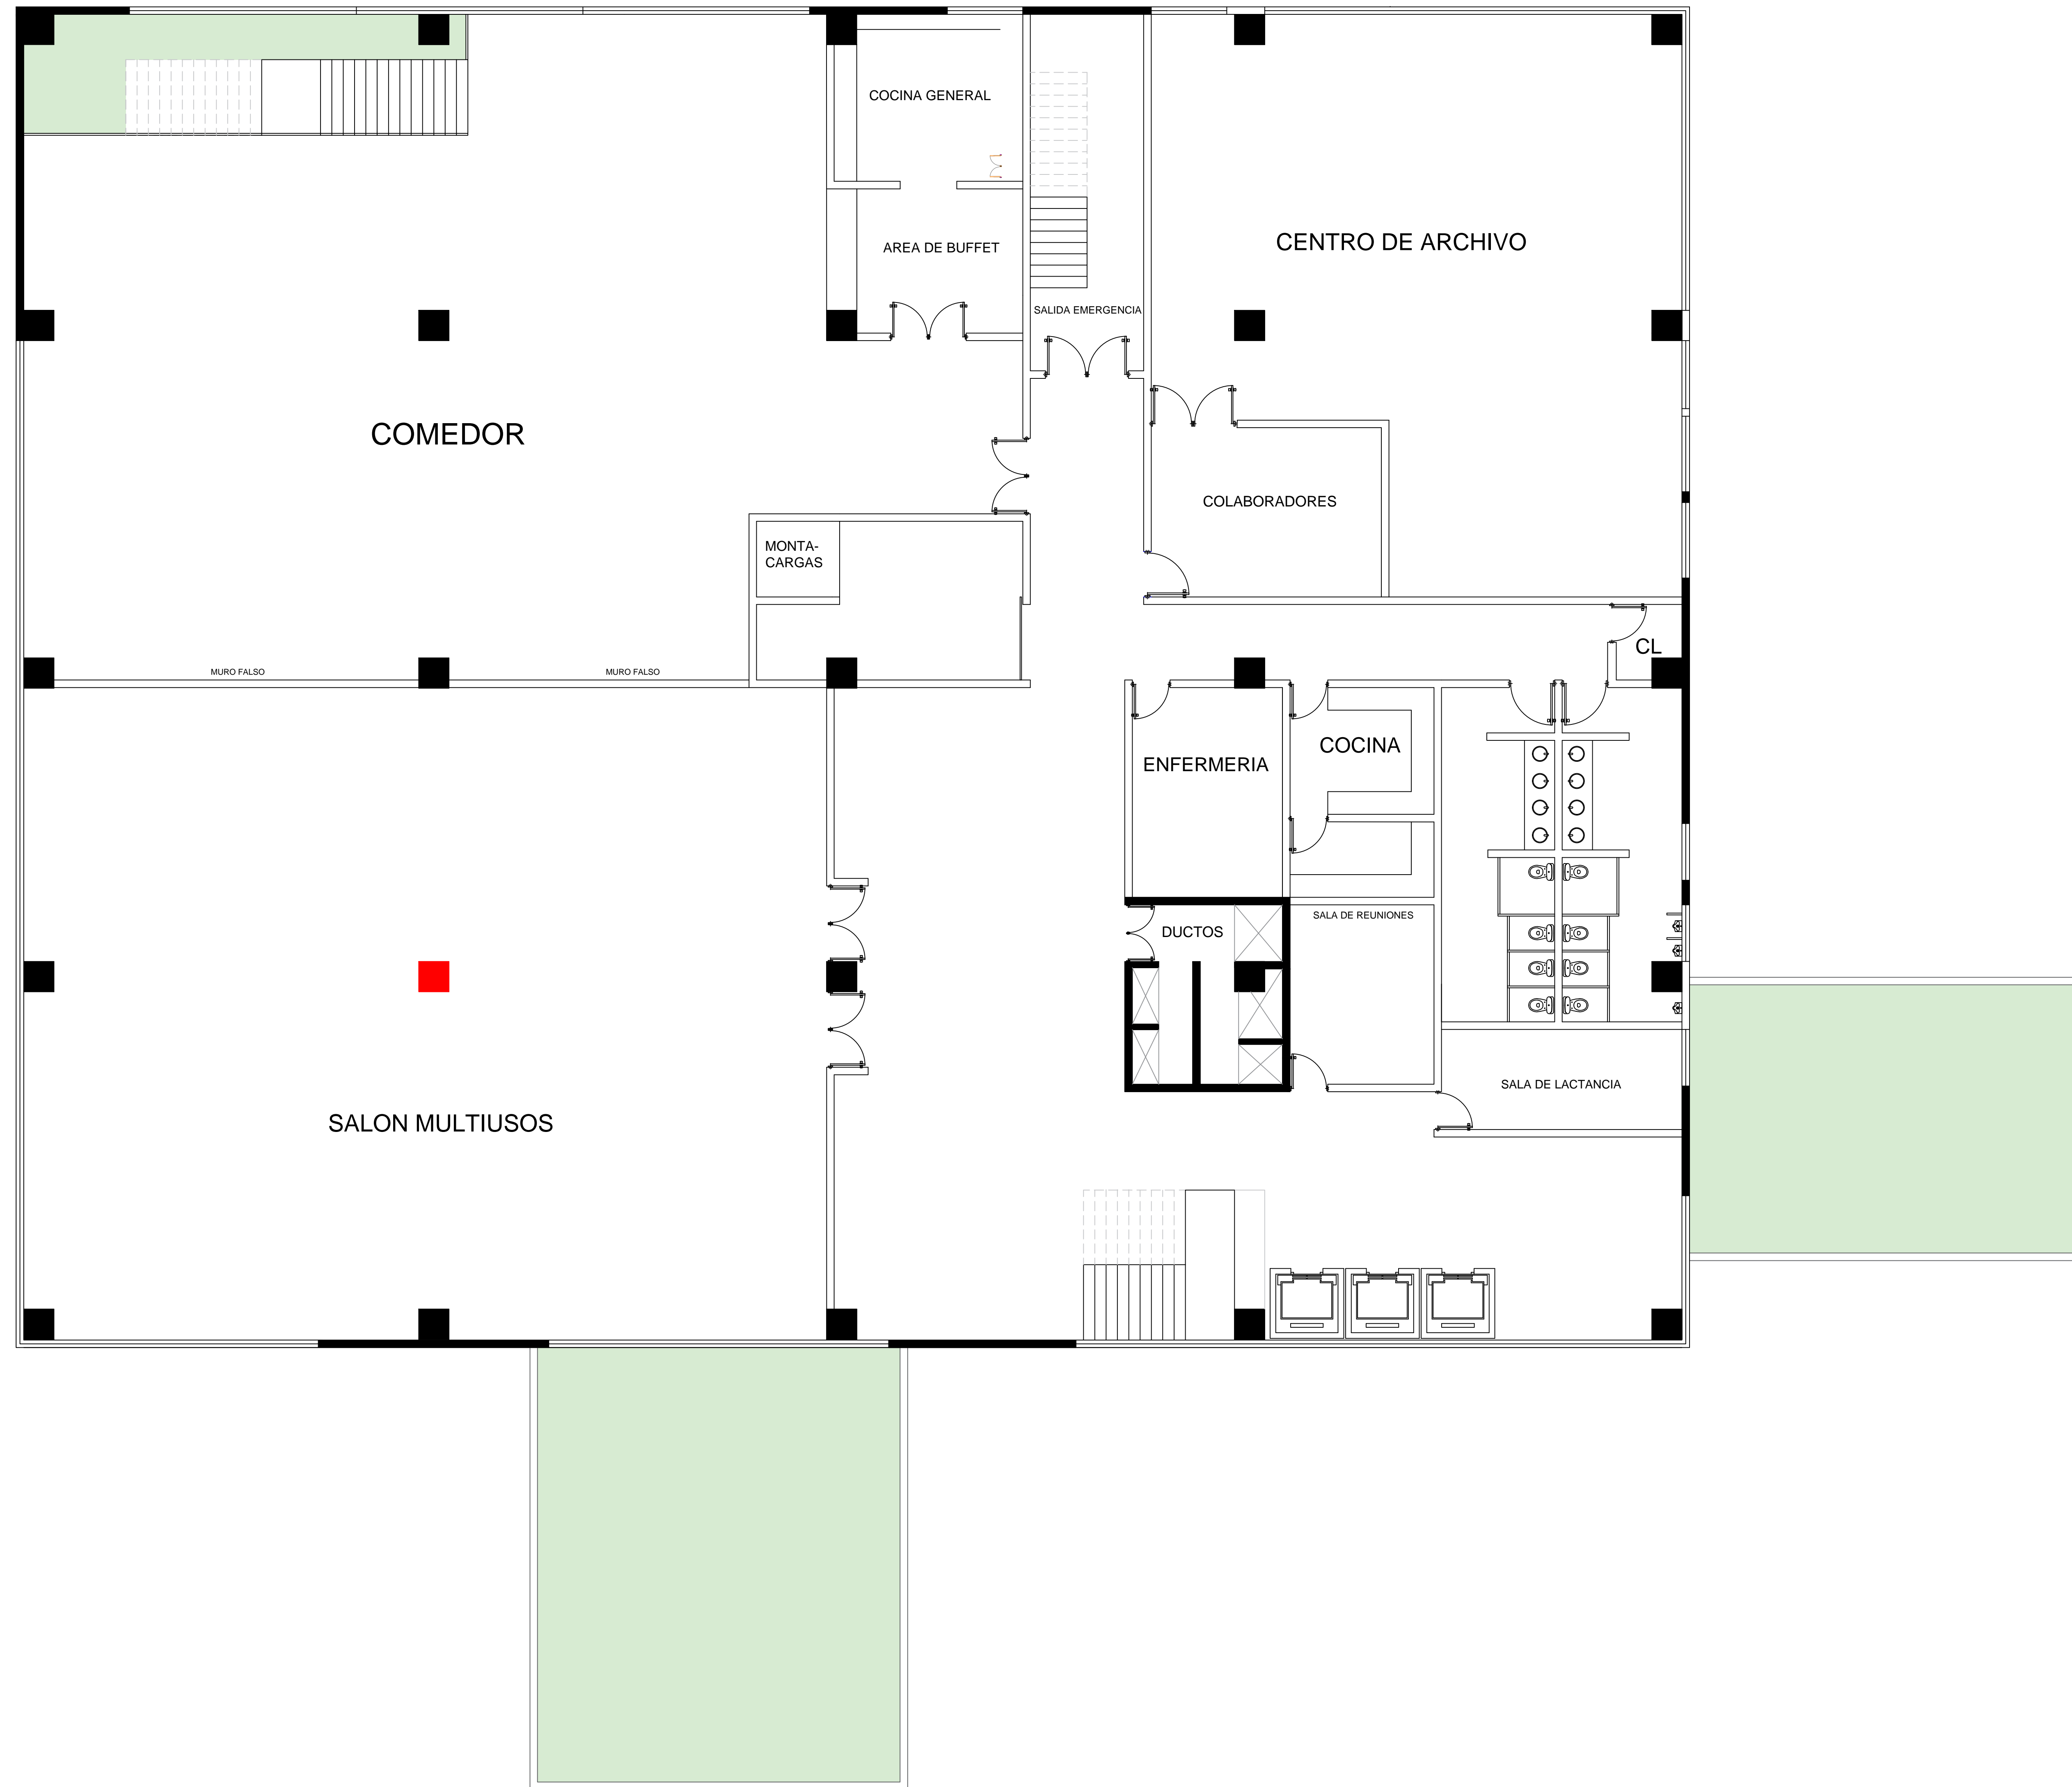 COCINA GENERAL
AREA DE BUFFET
CENTRO DE ARCHIVO
SALIDA EMERGENCIA
COMEDOR
COLABORADORES
MONTA-
CARGAS
CL
MURO FALSO
MURO FALSO
COCINA
ENFERMERIA
SALA DE REUNIONES
DUCTOS
SALA DE LACTANCIA
SALON MULTIUSOS